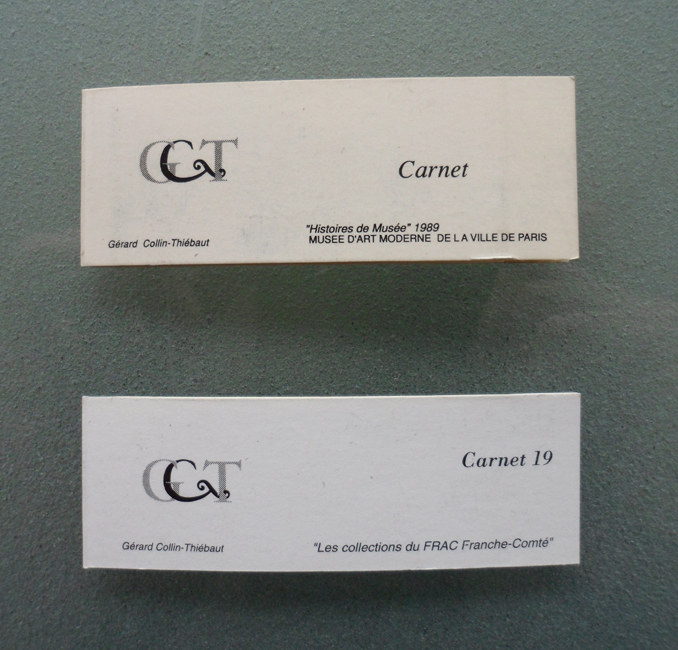 GCT
Carnet
"Histoires de Musée" 1989
Gérard Collin-Thiébaut
MUSEE D'ART MODERNE DE LA VILLE DE PARIS
GCT
Carnet 19
Gérard Collin-Thiébaut
"Les collections du FRAC Franche-Comté"